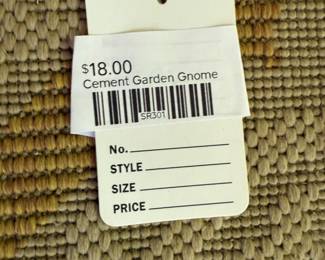 $18.00
Cement Garden Gnome
SR301
No.
STYLE
SIZE
PRICE